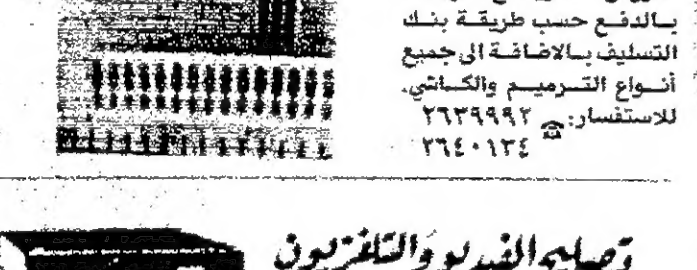 بالدفع حسب طريقة بنك
التسليف بالاضافة الى جميع
أنواع الترميم والكاشي.
للاستفسار: ٢٦٣٩٩٩٢
٢٦٤٠١٣٤
تصليح الفيديو والتلفزيون